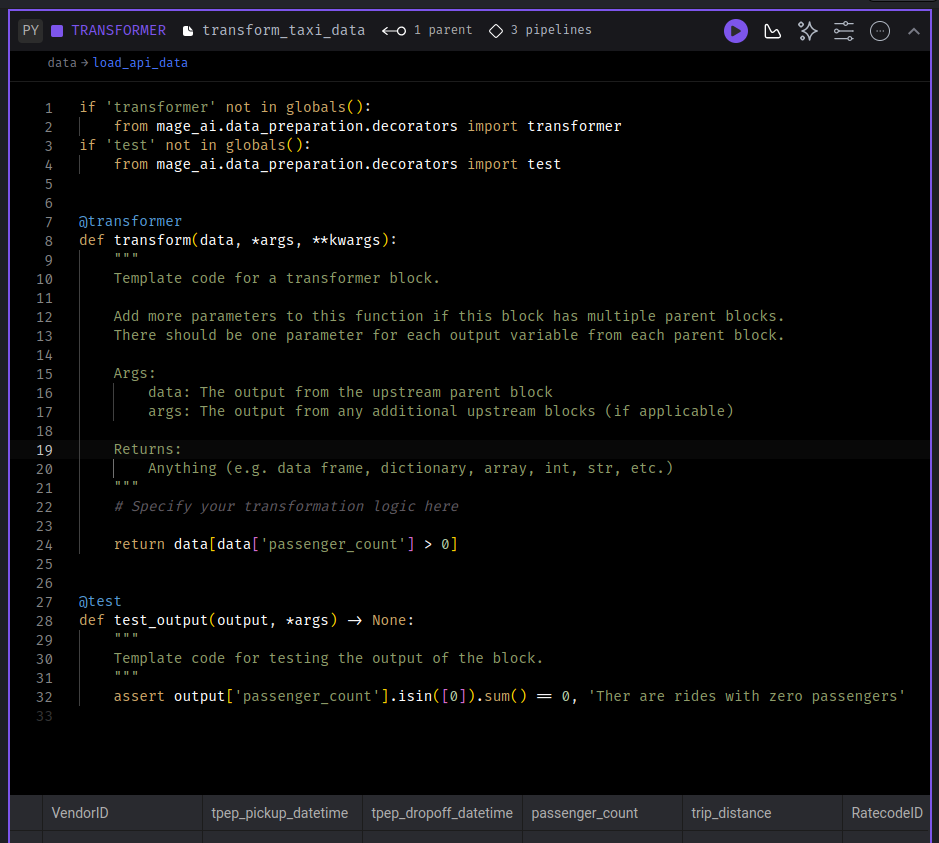 PY TRANSFORMER transform_taxi_data 1 parent 3 pipelines
data → load_api_data
1 if 'transformer' not in globals():
2     from mage_ai.data_preparation.decorators import transformer
3 if 'test' not in globals():
4     from mage_ai.data_preparation.decorators import test
5
6
7 @transformer
8 def transform(data, *args, **kwargs):
9     """
10     Template code for a transformer block.
11
12     Add more parameters to this function if this block has multiple parent blocks.
13     There should be one parameter for each output variable from each parent block.
14
15     Args:
16         data: The output from the upstream parent block
17         args: The output from any additional upstream blocks (if applicable)
18
19     Returns:
20         Anything (e.g. data frame, dictionary, array, int, str, etc.)
21     """
22     # Specify your transformation logic here
23
24     return data[data['passenger_count'] > 0]
25
26
27 @test
28 def test_output(output, *args) -> None:
29     """
30     Template code for testing the output of the block.
31     """
32     assert output['passenger_count'].isin([0]).sum() == 0, 'Ther are rides with zero passengers'
33
VendorID tpep_pickup_datetime tpep_dropoff_datetime passenger_count trip_distance RatecodeID